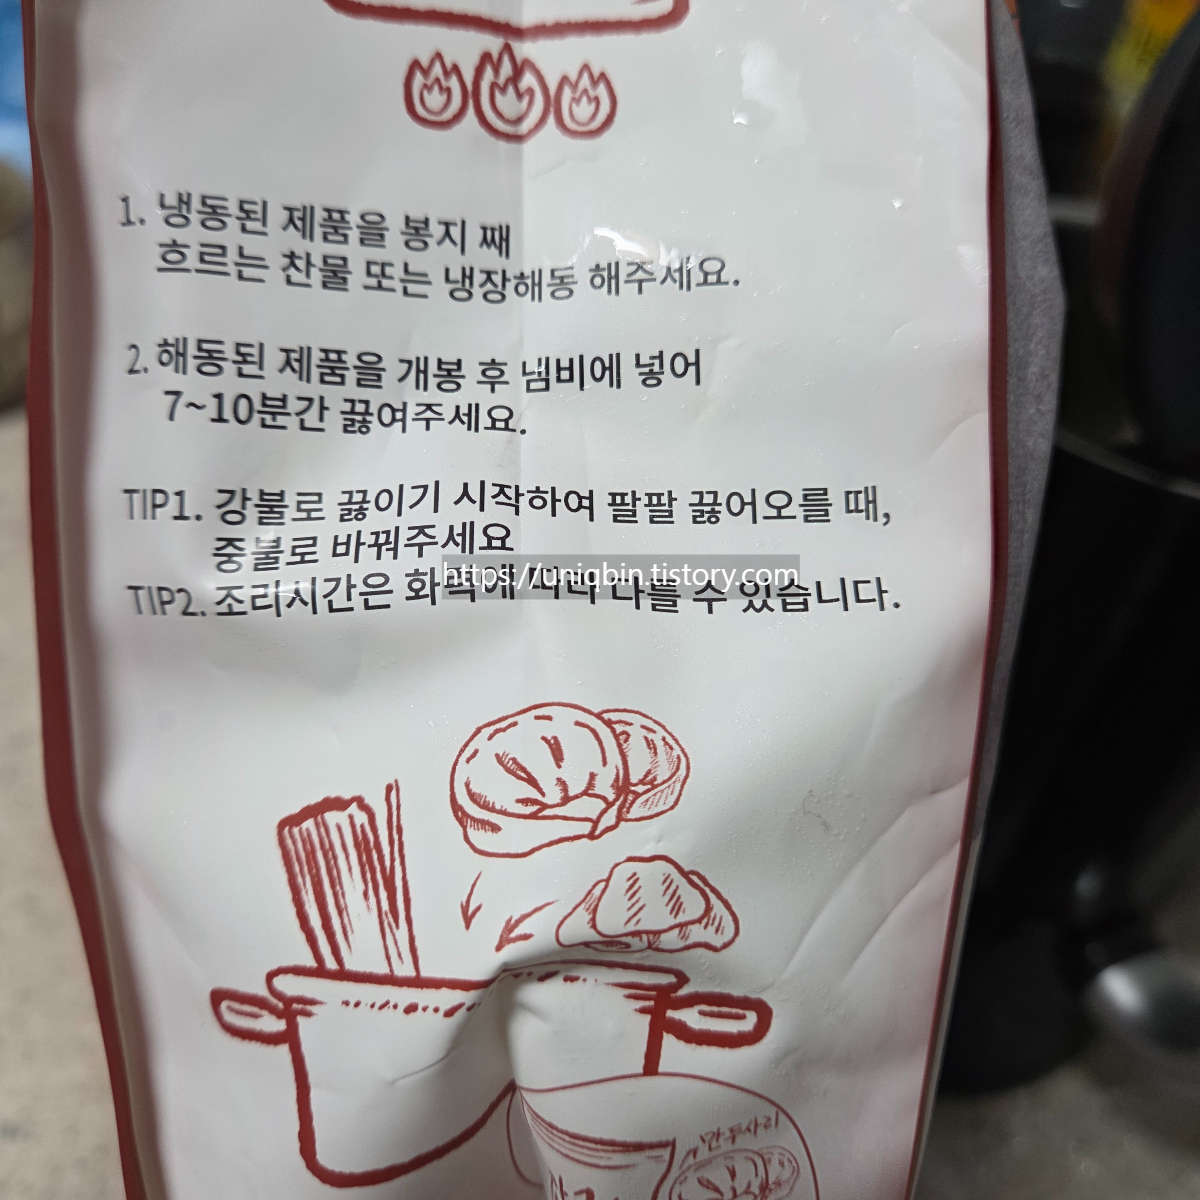 1. 냉동된 제품을 봉지 째
흐르는 찬물 또는 냉장해동 해주세요.
2. 해동된 제품을 개봉 후 냄비에 넣어
7~10분간 끓여주세요.
TIP1. 강불로 끓이기 시작하여 팔팔 끓어오를 때,
중불로 바꿔주세요
https://uniqbin.tistory.com
TIP2. 조리시간은 화력에 따라 다를 수 있습니다.
만두사리